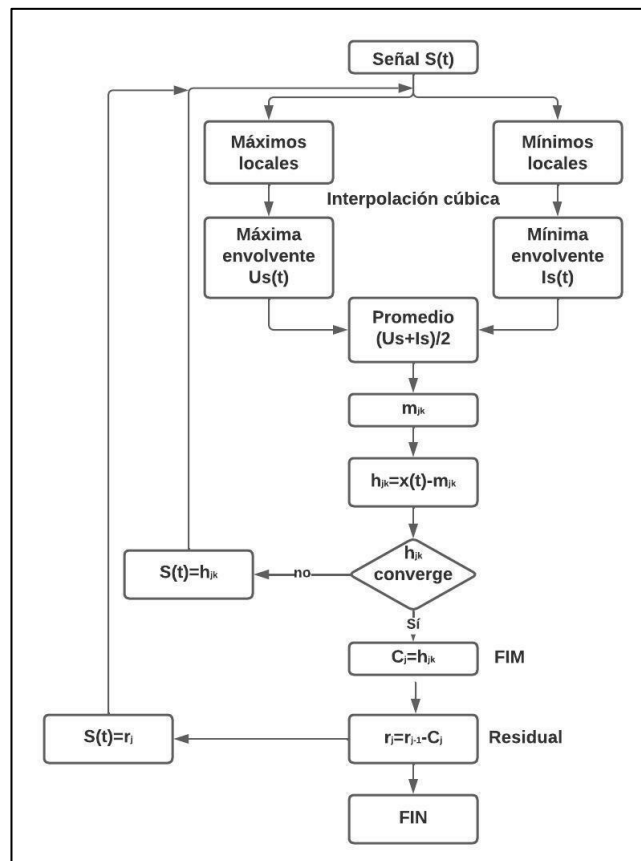 Señal S(t)
Máximos
locales
Mínimos
locales
Interpolación cúbica
Máxima
envolvente
Us(t)
Mínima
envolvente
Is(t)
Promedio
(Us+Is)/2
mⱼₖ
hⱼₖ=x(t)-mⱼₖ
hⱼₖ
converge
no
S(t)=hⱼₖ
Sí
Cⱼ=hⱼₖ
FIM
S(t)=rⱼ
rⱼ=rⱼ₋₁-Cⱼ
Residual
FIN